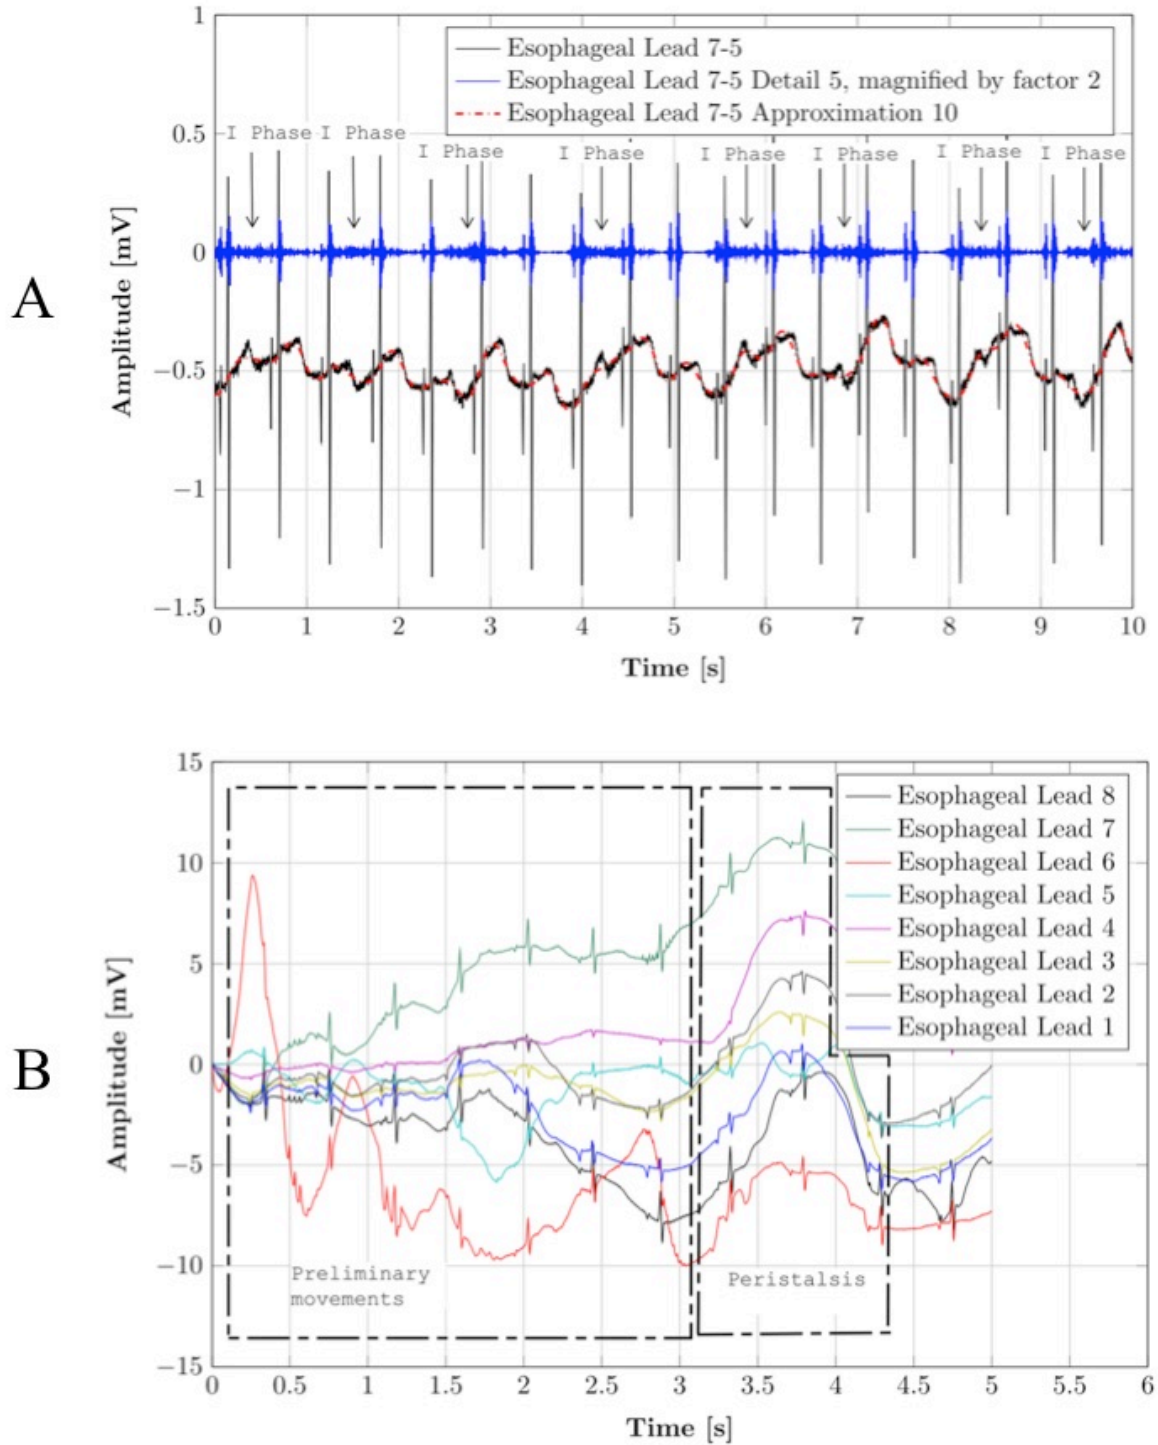 A
Amplitude [mV]
1
0.5
0
−0.5
−1
−1.5
Esophageal Lead 7-5
Esophageal Lead 7-5 Detail 5, magnified by factor 2
Esophageal Lead 7-5 Approximation 10
I Phase I Phase
I Phase I Phase I Phase I Phase I Phase I Phase
0 1 2 3 4 5 6 7 8 9 10
Time [s]
B
Amplitude [mV]
15
10
5
0
−5
−10
−15
Esophageal Lead 8
Esophageal Lead 7
Esophageal Lead 6
Esophageal Lead 5
Esophageal Lead 4
Esophageal Lead 3
Esophageal Lead 2
Esophageal Lead 1
Preliminary
movements
Peristalsis
0 0.5 1 1.5 2 2.5 3 3.5 4 4.5 5 5.5 6
Time [s]